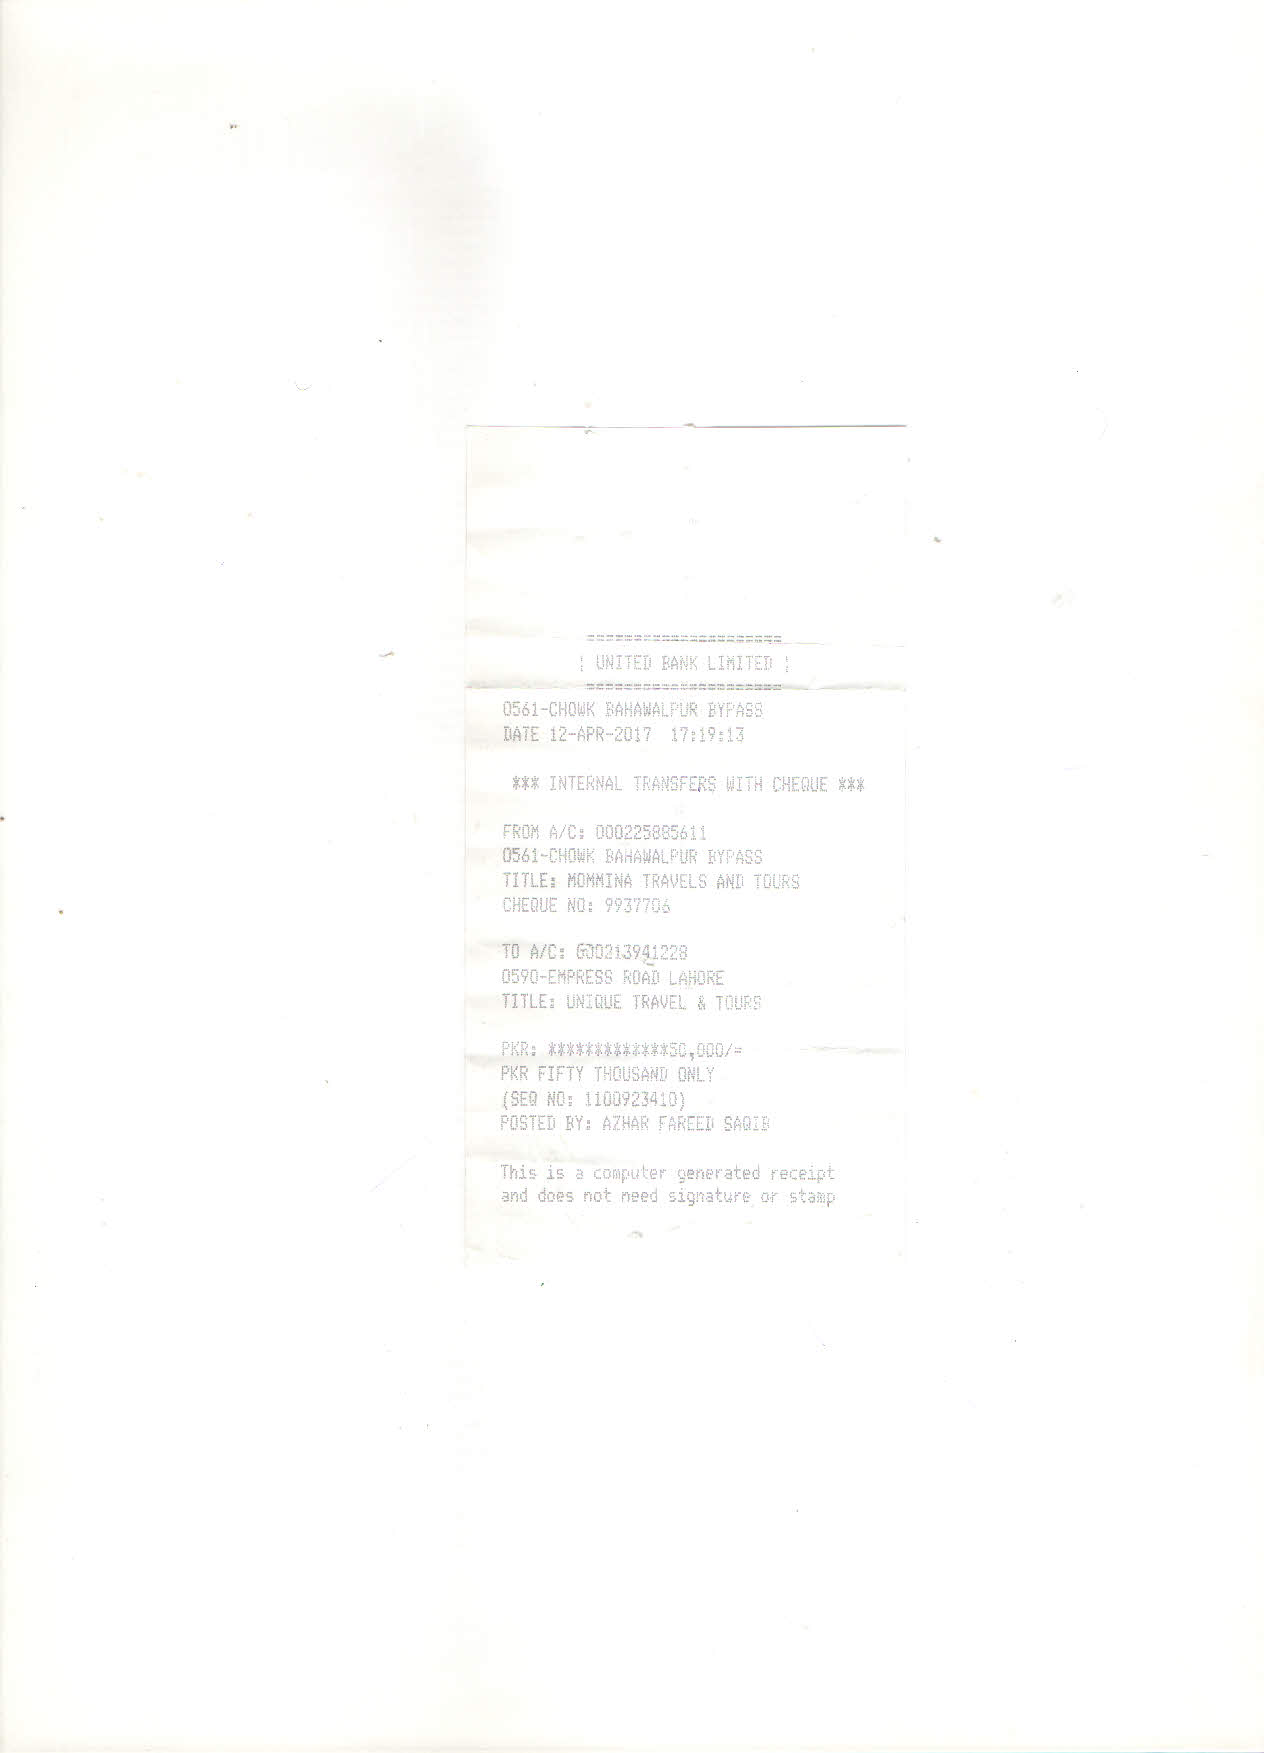 ====================
¦ UNITED BANK LIMITED ¦
====================
0561-CHOWK BAHAWALPUR BYPASS
DATE 12-APR-2017 17:19:13
*** INTERNAL TRANSFERS WITH CHEQUE ***
FROM A/C: 000225885611
0561-CHOWK BAHAWALPUR BYPASS
TITLE: MOMMINA TRAVELS AND TOURS
CHEQUE NO: 9937706
TO A/C: 000213941228
0590-EMPRESS ROAD LAHORE
TITLE: UNIQUE TRAVEL & TOURS
PKR: *************50,000/=
PKR FIFTY THOUSAND ONLY
(SEQ NO: 1100923410)
POSTED BY: AZHAR FAREED SAQIB
This is a computer generated receipt
and does not need signature or stamp